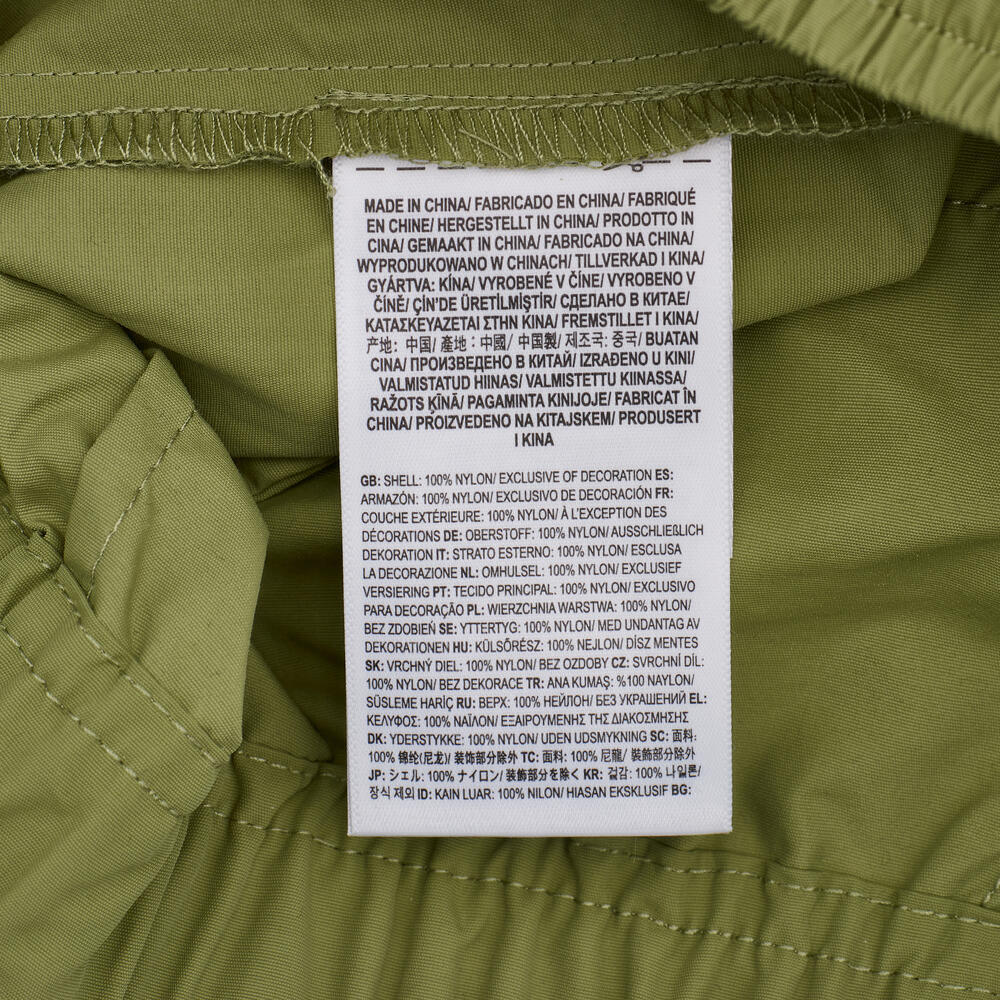 MADE IN CHINA/ FABRICADO EN CHINA/ FABRIQUÉ
EN CHINE/ HERGESTELLT IN CHINA/ PRODOTTO IN
CINA/ GEMAAKT IN CHINA/ FABRICADO NA CHINA/
WYPRODUKOWANO W CHINACH/ TILLVERKAD I KINA/
GYÁRTVA: KÍNA/ VYROBENÉ V ČÍNE/ VYROBENO V
ČÍNĚ/ ÇİN'DE ÜRETİLMİŞTİR/ СДЕЛАНО В КИТАЕ/
ΚΑΤΑΣΚΕΥΑΖΕΤΑΙ ΣΤΗΝ ΚΙΝΑ/ FREMSTILLET I KINA/
产地: 中国/ 產地: 中國/ 中国製/ 제조국: 중국/ BUATAN
CINA/ ПРОИЗВЕДЕНО В КИТАЙ/ IZRAĐENO U KINI/
VALMISTATUD HIINAS/ VALMISTETTU KIINASSA/
RAŽOTS ĶĪNĀ/ PAGAMINTA KINIJOJE/ FABRICAT ÎN
CHINA/ PROIZVEDENO NA KITAJSKEM/ PRODUSERT
I KINA
GB: SHELL: 100% NYLON/ EXCLUSIVE OF DECORATION ES:
ARMAZÓN: 100% NYLON/ EXCLUSIVO DE DECORACIÓN FR:
COUCHE EXTÉRIEURE: 100% NYLON/ À L'EXCEPTION DES
DÉCORATIONS DE: OBERSTOFF: 100% NYLON/ AUSSCHLIEßLICH
DEKORATION IT: STRATO ESTERNO: 100% NYLON/ ESCLUSA
LA DECORAZIONE NL: OMHULSEL: 100% NYLON/ EXCLUSIEF
VERSIERING PT: TECIDO PRINCIPAL: 100% NYLON/ EXCLUSIVO
PARA DECORAÇÃO PL: WIERZCHNIA WARSTWA: 100% NYLON/
BEZ ZDOBIEŃ SE: YTTERTYG: 100% NYLON/ MED UNDANTAG AV
DEKORATIONEN HU: KÜLSŐRÉSZ: 100% NEJLON/ DÍSZ MENTES
SK: VRCHNÝ DIEL: 100% NYLON/ BEZ OZDOBY CZ: SVRCHNÍ DÍL:
100% NYLON/ BEZ DEKORACE TR: ANA KUMAŞ: %100 NAYLON/
SÜSLEME HARİÇ RU: ВЕРХ: 100% НЕЙЛОН/ БЕЗ УКРАШЕНИЙ EL:
ΚΕΛΥΦΟΣ: 100% ΝΑΪΛΟΝ/ ΕΞΑΙΡΟΥΜΕΝΗΣ ΤΗΣ ΔΙΑΚΟΣΜΗΣΗΣ
DK: YDERSTYKKE: 100% NYLON/ UDEN UDSMYKNING SC: 面料:
100% 锦纶(尼龙)/ 装饰部分除外 TC: 面料: 100% 尼龍/ 裝飾部分除外
JP: シェル: 100% ナイロン/ 装飾部分を除く KR: 겉감: 100% 나일론/
장식 제외 ID: KAIN LUAR: 100% NILON/ HIASAN EKSKLUSIF BG: